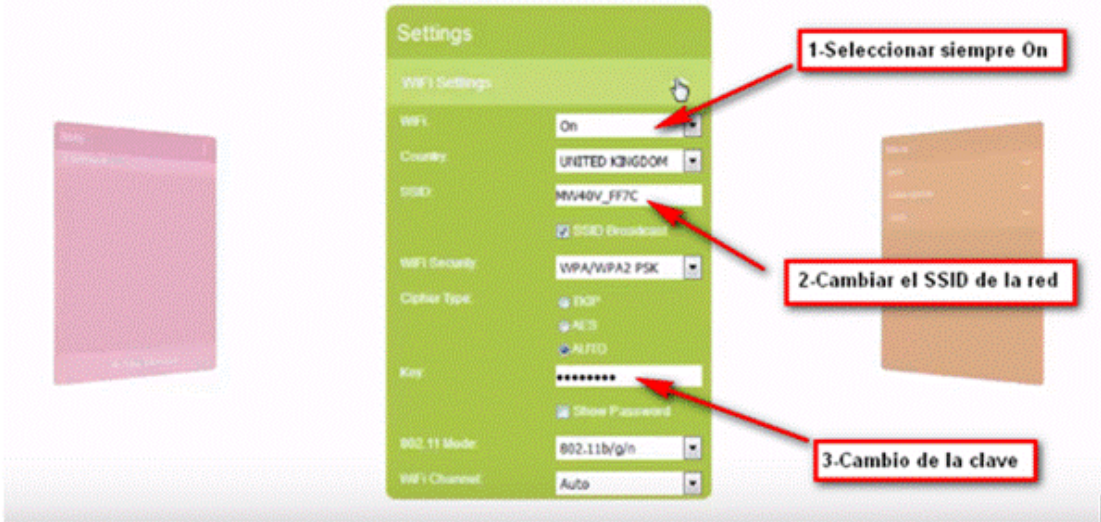 Settings
WiFi Settings
1-Seleccionar siempre On
WiFi: On
Country: UNITED KINGDOM
SSID: MW40V_FF7C
SSID Broadcast
2-Cambiar el SSID de la red
WiFi Security: WPA/WPA2 PSK
Cipher Type: TKIP
AES
AUTO
Key: ••••••••
Show Password
3-Cambio de la clave
802.11 Mode: 802.11b/g/n
WiFi Channel: Auto